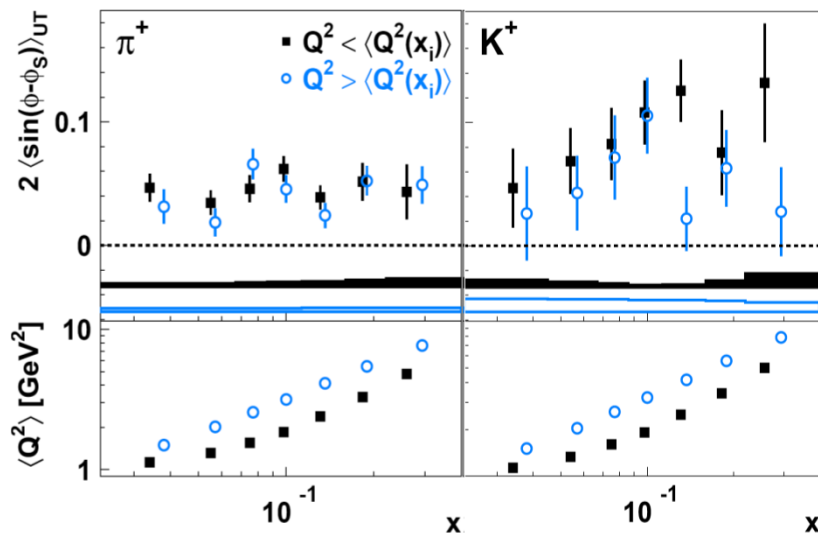 2 ⟨sin(ϕ-ϕS)⟩UT
π+
Q2 < ⟨Q2(xi)⟩
Q2 > ⟨Q2(xi)⟩
K+
0.1
0
⟨Q2⟩ [GeV2]
10
1
10 -1
x
10 -1
x